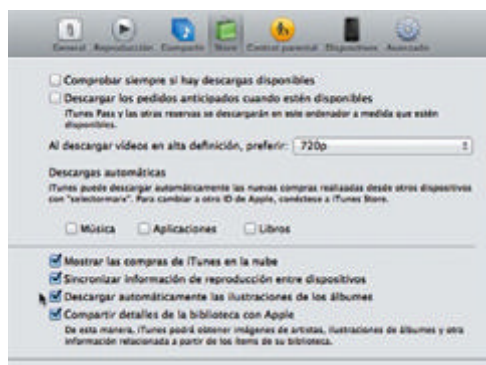 General Reproducción Compartir Store Control parental Dispositivos Avanzado
Comprobar siempre si hay descargas disponibles
Descargar los pedidos anticipados cuando estén disponibles
iTunes Pass y las otras reservas se descargarán en este ordenador a medida que estén
disponibles.
Al descargar vídeos en alta definición, preferir: 720p
Descargas automáticas
iTunes puede descargar automáticamente las nuevas compras realizadas desde otros dispositivos
con "selectormarx". Para cambiar a otro ID de Apple, conéctese a iTunes Store.
Música Aplicaciones Libros
Mostrar las compras de iTunes en la nube
Sincronizar información de reproducción entre dispositivos
Descargar automáticamente las ilustraciones de los álbumes
Compartir detalles de la biblioteca con Apple
De esta manera, iTunes podrá obtener imágenes de artistas, ilustraciones de álbumes y otra
información relacionada a partir de los ítems de su biblioteca.